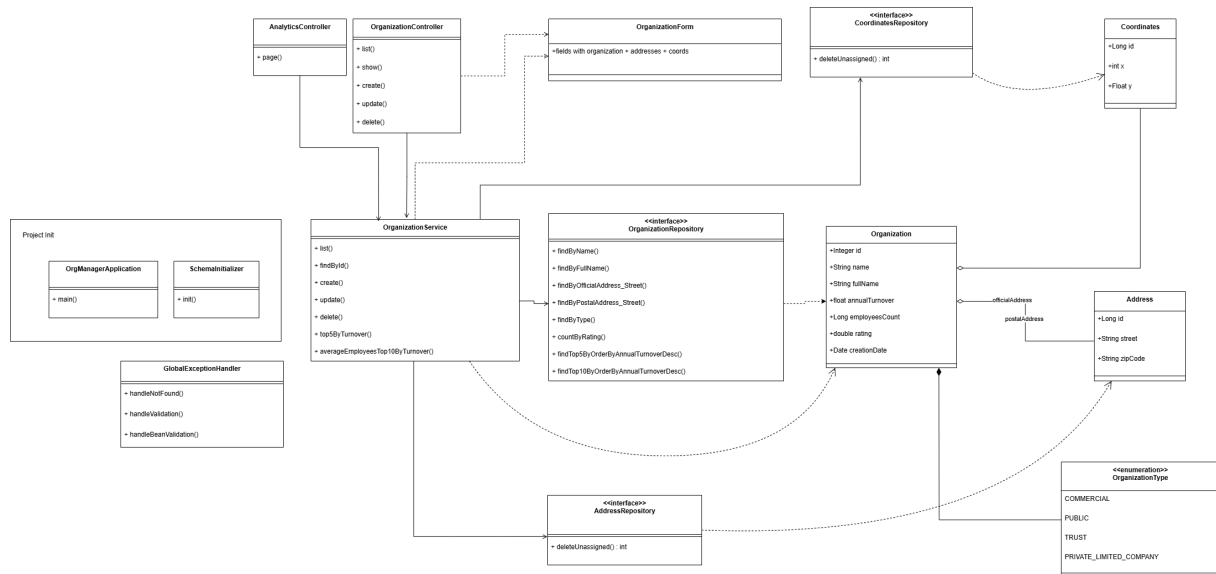 AnalyticsController
+ page()
OrganizationController
+ list()
+ show()
+ create()
+ update()
+ delete()
OrganizationForm
+fields with organization + addresses + coords
<<interface>>
CoordinatesRepository
+ deleteUnassigned() : int
Coordinates
+Long id
+int x
+Float y
Project Init
OrgManagerApplication
+ main()
SchemaInitializer
+ init()
OrganizationService
+ list()
+ findById()
+ create()
+ update()
+ delete()
+ top5ByTurnover()
+ averageEmployeesTop10ByTurnover()
<<interface>>
OrganizationRepository
+ findByName()
+ findByFullName()
+ findByOfficialAddress_Street()
+ findByPostalAddress_Street()
+ findByType()
+ countByRating()
+ findTop5ByOrderByAnnualTurnoverDesc()
+ findTop10ByOrderByAnnualTurnoverDesc()
Organization
+Integer id
+String name
+String fullName
+float annualTurnover
+Long employeesCount
+double rating
+Date creationDate
officialAddress
postalAddress
Address
+Long id
+String street
+String zipCode
GlobalExceptionHandler
+ handleNotFound()
+ handleValidation()
+ handleBeanValidation()
<<interface>>
AddressRepository
+ deleteUnassigned() : int
<<enumeration>>
OrganizationType
COMMERCIAL
PUBLIC
TRUST
PRIVATE_LIMITED_COMPANY